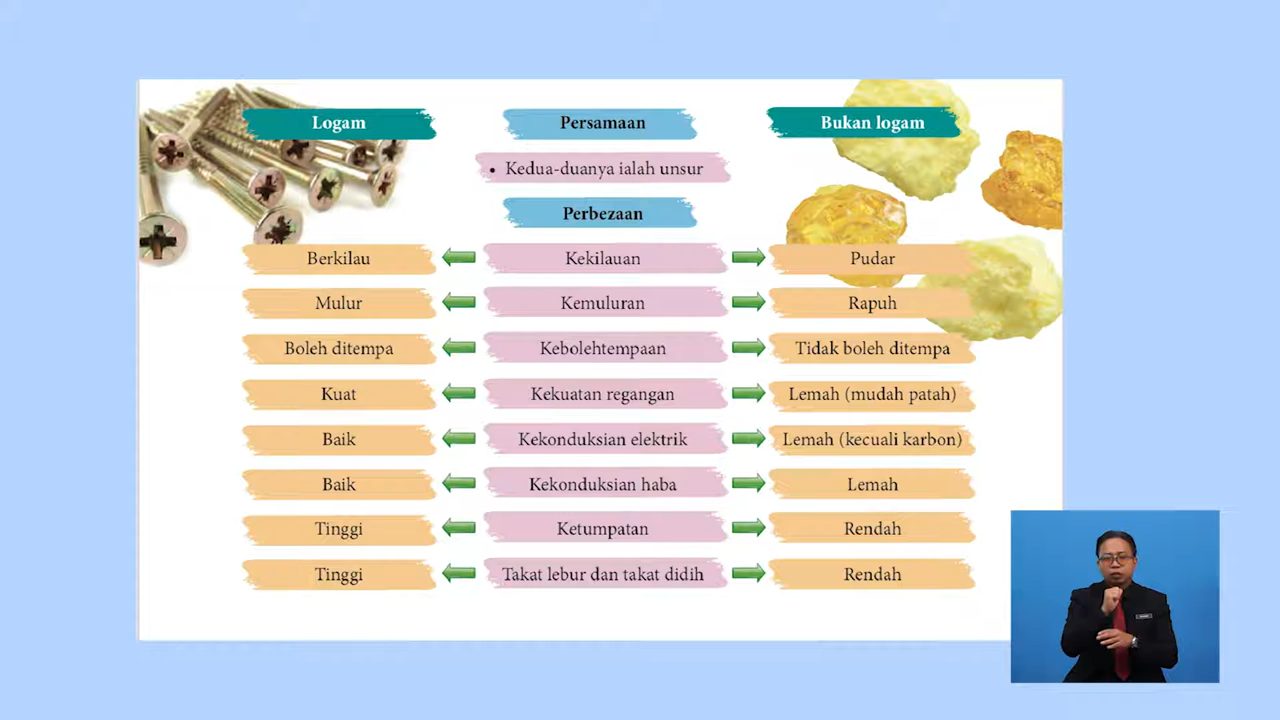 Logam
Persamaan
Bukan logam
• Kedua-duanya ialah unsur
Perbezaan
Berkilau
Kekilauan
Pudar
Mulur
Kemuluran
Rapuh
Boleh ditempa
Kebolehtempaan
Tidak boleh ditempa
Kuat
Kekuatan regangan
Lemah (mudah patah)
Baik
Kekonduksian elektrik
Lemah (kecuali karbon)
Baik
Kekonduksian haba
Lemah
Tinggi
Ketumpatan
Rendah
Tinggi
Takat lebur dan takat didih
Rendah